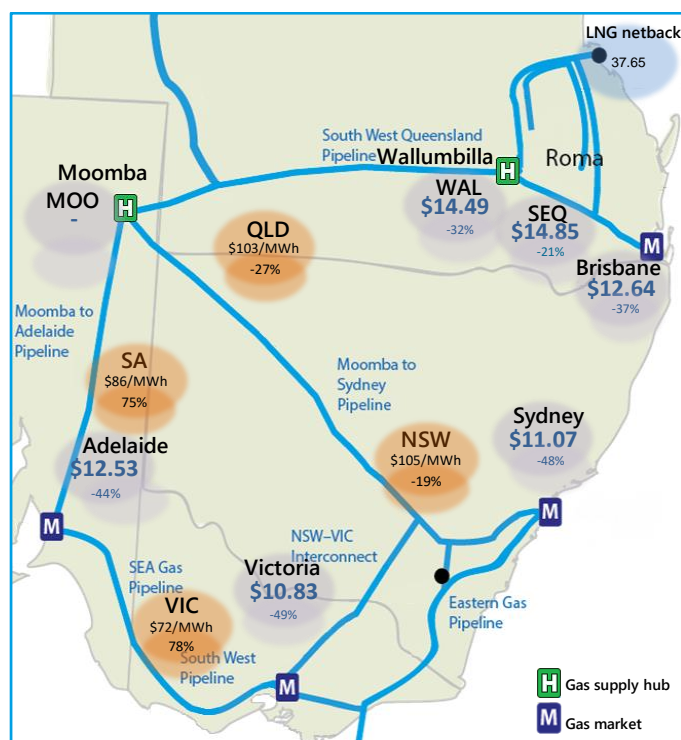 LNG netback
37.65
South West Queensland
Pipeline
Wallumbilla
H
Roma
Moomba
MOO
-
H
WAL
$14.49
-32%
SEQ
$14.85
-21%
M
Brisbane
$12.64
-37%
QLD
$103/MWh
-27%
Moomba to
Adelaide
Pipeline
SA
$86/MWh
75%
Moomba to
Sydney
Pipeline
Adelaide
$12.53
-44%
NSW
$105/MWh
-19%
Sydney
$11.07
-48%
M
M
NSW–VIC
Interconnect
SEA Gas
Pipeline
Victoria
$10.83
-49%
Eastern Gas
Pipeline
VIC
$72/MWh
78%
South West
Pipeline
M
H Gas supply hub
M Gas market